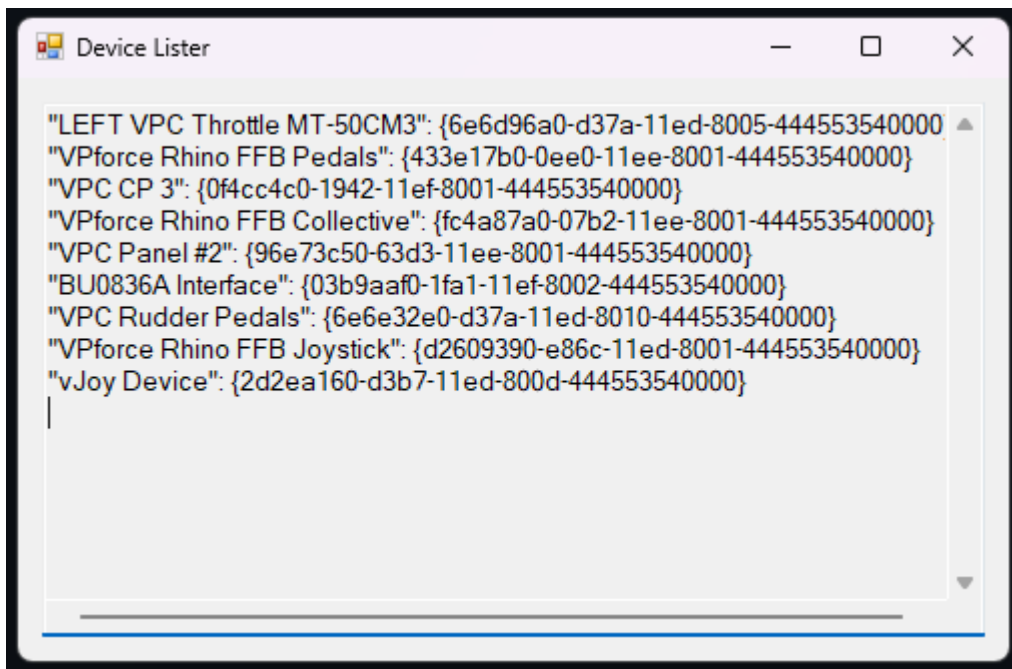 Device Lister
"LEFT VPC Throttle MT-50CM3": {6e6d96a0-d37a-11ed-8005-444553540000}
"VPforce Rhino FFB Pedals": {433e17b0-0ee0-11ee-8001-444553540000}
"VPC CP 3": {0f4cc4c0-1942-11ef-8001-444553540000}
"VPforce Rhino FFB Collective": {fc4a87a0-07b2-11ee-8001-444553540000}
"VPC Panel #2": {96e73c50-63d3-11ee-8001-444553540000}
"BU0836A Interface": {03b9aaf0-1fa1-11ef-8002-444553540000}
"VPC Rudder Pedals": {6e6e32e0-d37a-11ed-8010-444553540000}
"VPforce Rhino FFB Joystick": {d2609390-e86c-11ed-8001-444553540000}
"vJoy Device": {2d2ea160-d3b7-11ed-800d-444553540000}